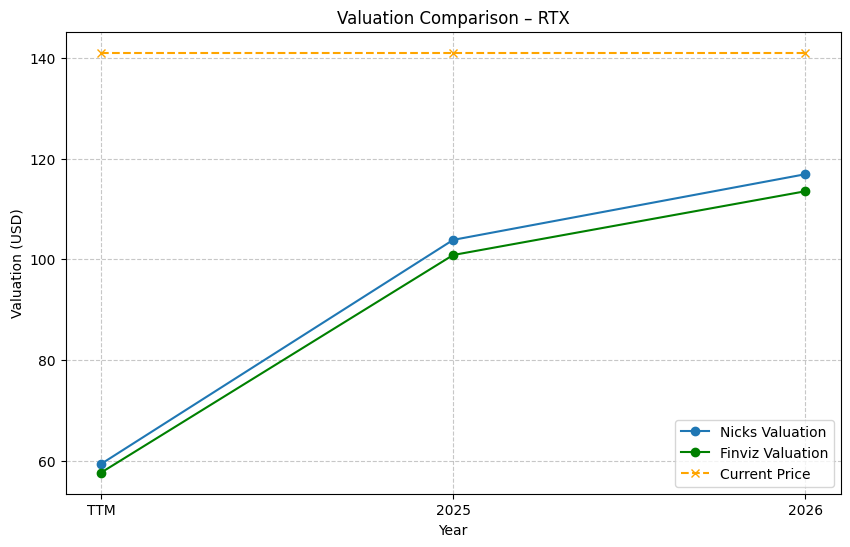 Valuation Comparison – RTX
Valuation (USD)
140
120
100
80
60
TTM
2025
2026
Year
Nicks Valuation
Finviz Valuation
Current Price